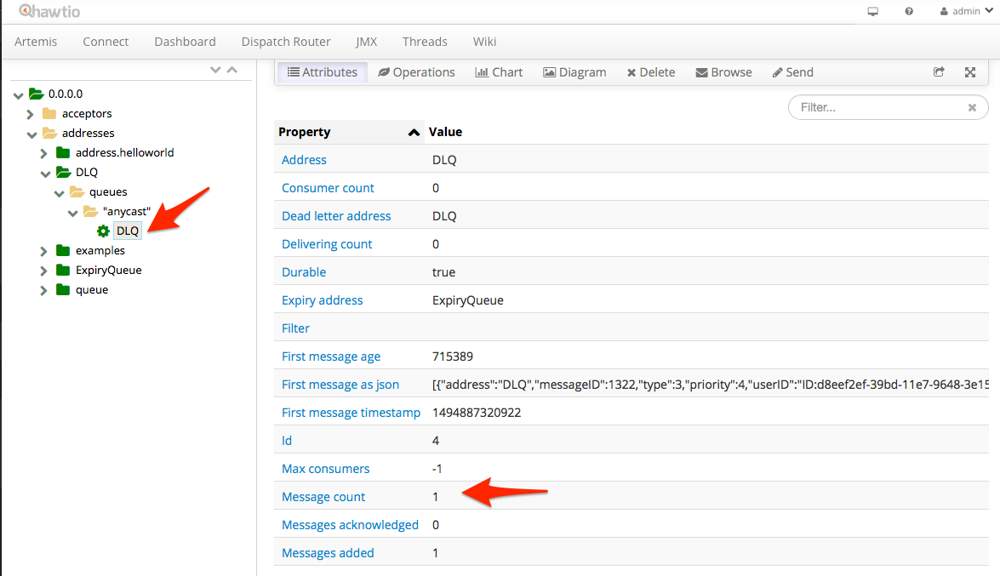 hawtio
admin
Artemis Connect Dashboard Dispatch Router JMX Threads Wiki
0.0.0.0
acceptors
addresses
address.helloworld
DLQ
queues
"anycast"
DLQ
examples
ExpiryQueue
queue
Attributes Operations Chart Diagram Delete Browse Send
Filter...
Property Value
Address DLQ
Consumer count 0
Dead letter address DLQ
Delivering count 0
Durable true
Expiry address ExpiryQueue
Filter
First message age 715389
First message as json [{"address":"DLQ","messageID":1322,"type":3,"priority":4,"userID":"ID:d8eef2ef-39bd-11e7-9648-3e15
First message timestamp 1494887320922
Id 4
Max consumers -1
Message count 1
Messages acknowledged 0
Messages added 1